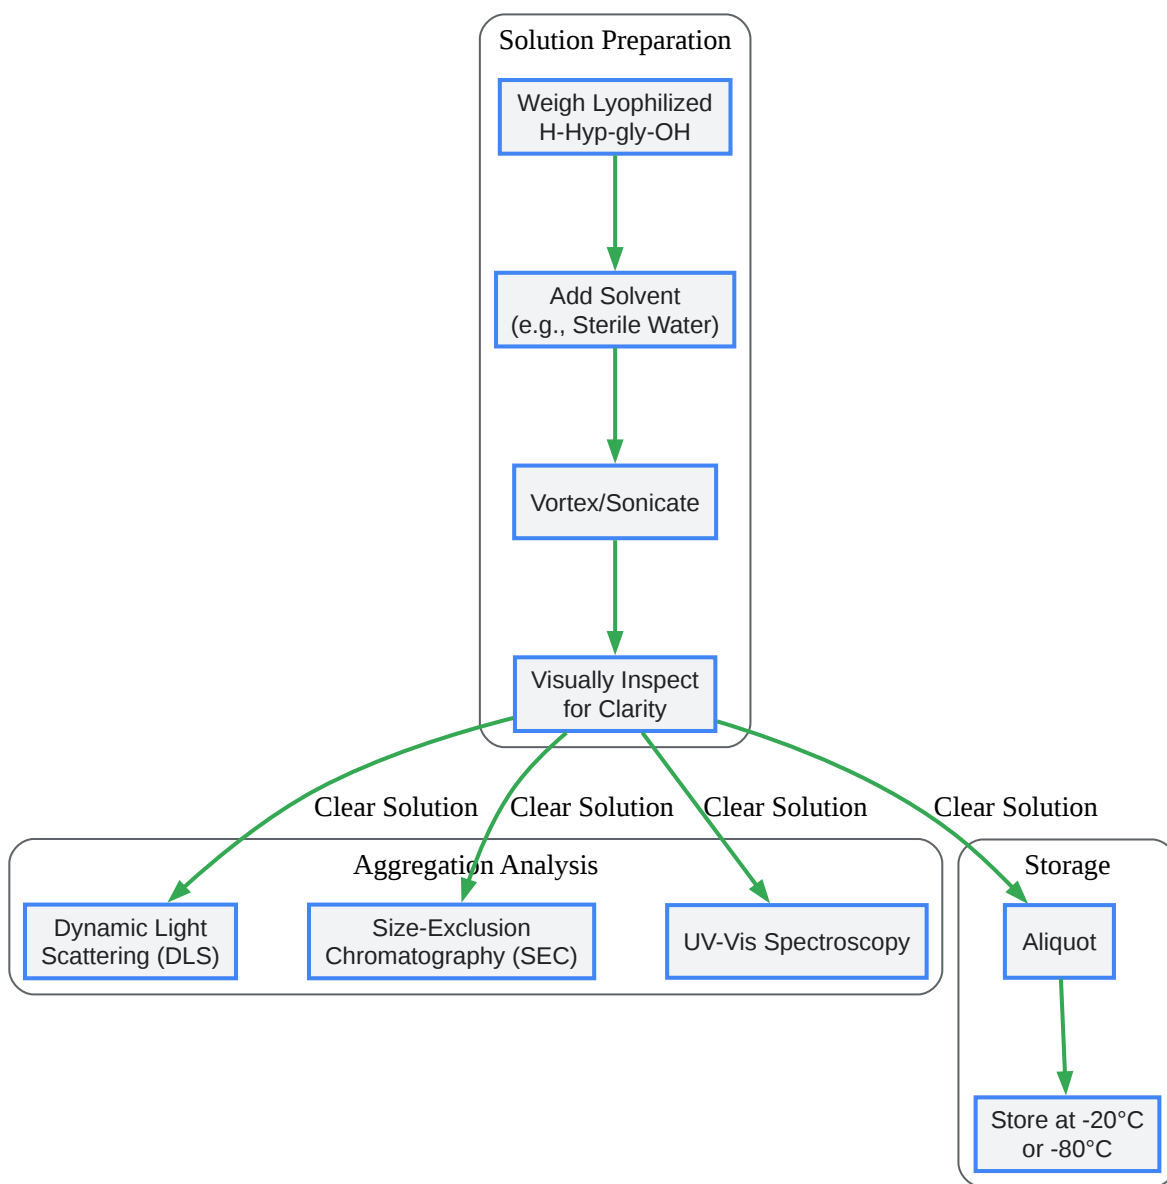 Solution Preparation
Weigh Lyophilized
H-Hyp-gly-OH
Add Solvent
(e.g., Sterile Water)
Vortex/Sonicate
Visually Inspect
for Clarity
Clear Solution
Clear Solution
Clear Solution
Clear Solution
Aggregation Analysis
Dynamic Light
Scattering (DLS)
Size-Exclusion
Chromatography (SEC)
UV-Vis Spectroscopy
Storage
Aliquot
Store at -20°C
or -80°C